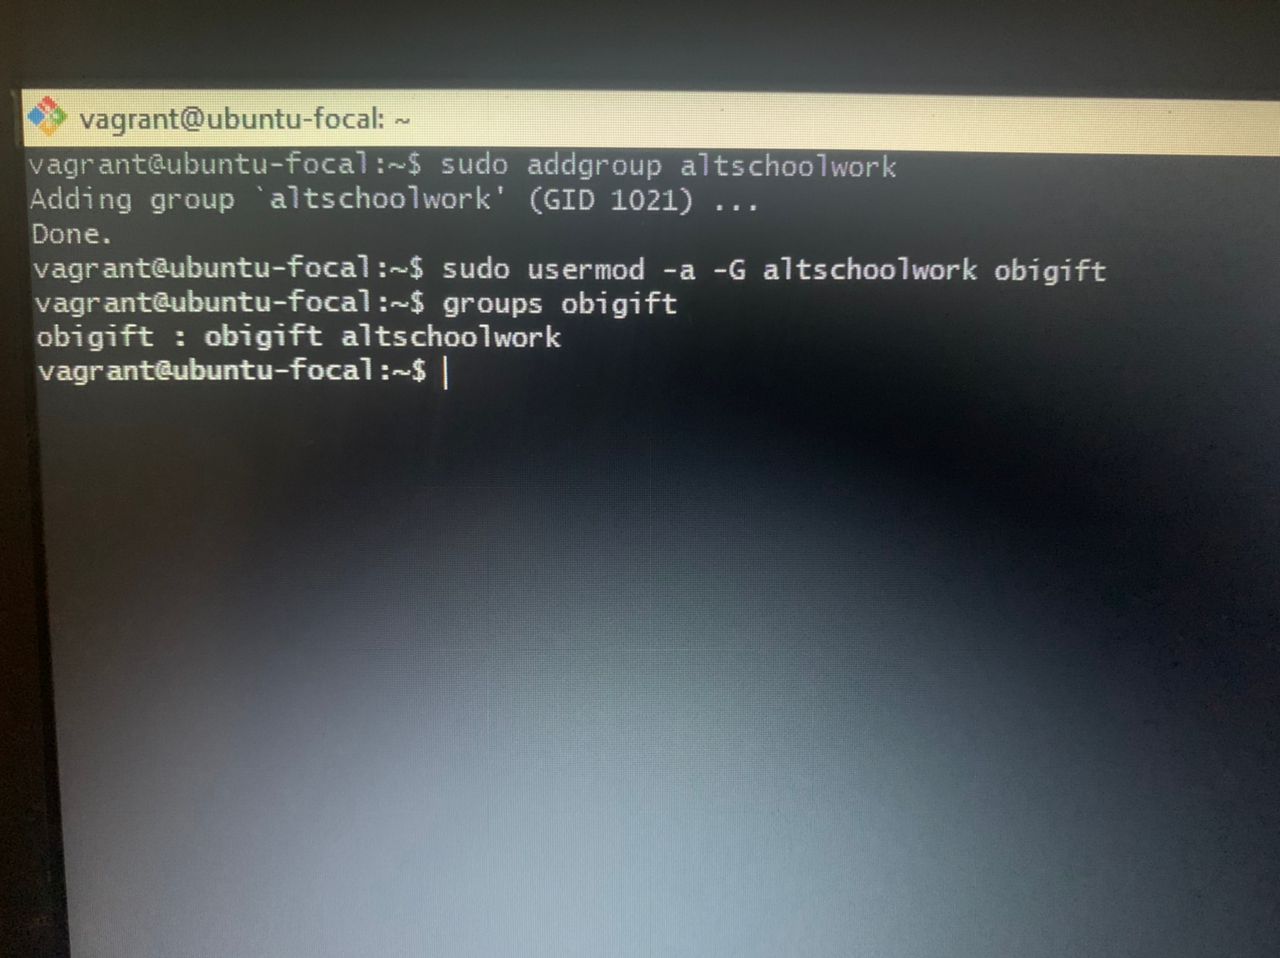 vagrant@ubuntu-focal: ~
vagrant@ubuntu-focal:~$ sudo addgroup altschoolwork
Adding group `altschoolwork' (GID 1021) ...
Done.
vagrant@ubuntu-focal:~$ sudo usermod -a -G altschoolwork obigift
vagrant@ubuntu-focal:~$ groups obigift
obigift : obigift altschoolwork
vagrant@ubuntu-focal:~$